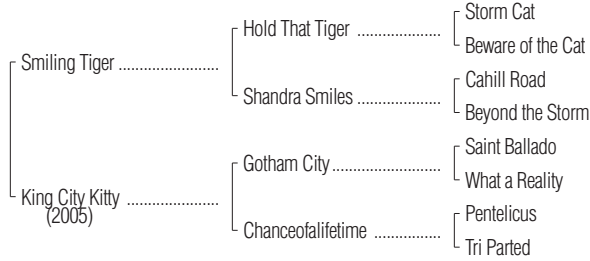 Storm Cat
Hold That Tiger ..................
Beware of the Cat
Smiling Tiger ......................
Cahill Road
Shandra Smiles ..................
Beyond the Storm
Saint Ballado
Gotham City......................
What a Reality
King City Kitty ....................
(2005)
Pentelicus
Chanceofalifetime ..............
Tri Parted